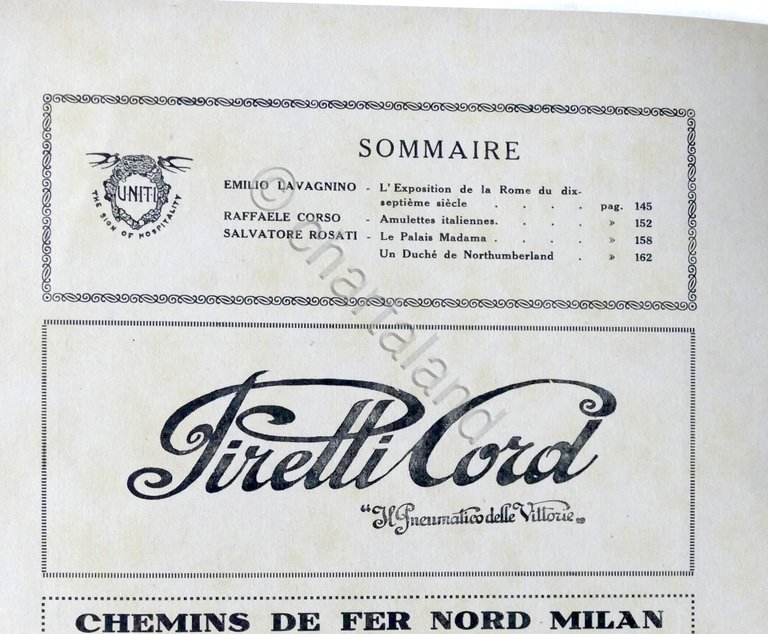 SOMMAIRE
UNITI
THE SIGN OF HOSPITALITY
EMILIO LAVAGNINO - L'Exposition de la Rome du dix-
septième siècle . . . . pag. 145
RAFFAELE CORSO - Amulettes italiennes. . . . . » 152
SALVATORE ROSATI - Le Palais Madama . . . . . » 158
Un Duché de Northumberland . » 162
© chartaland
Pirelli Cord
"Il Pneumatico delle Vittorie"
CHEMINS DE FER NORD MILAN